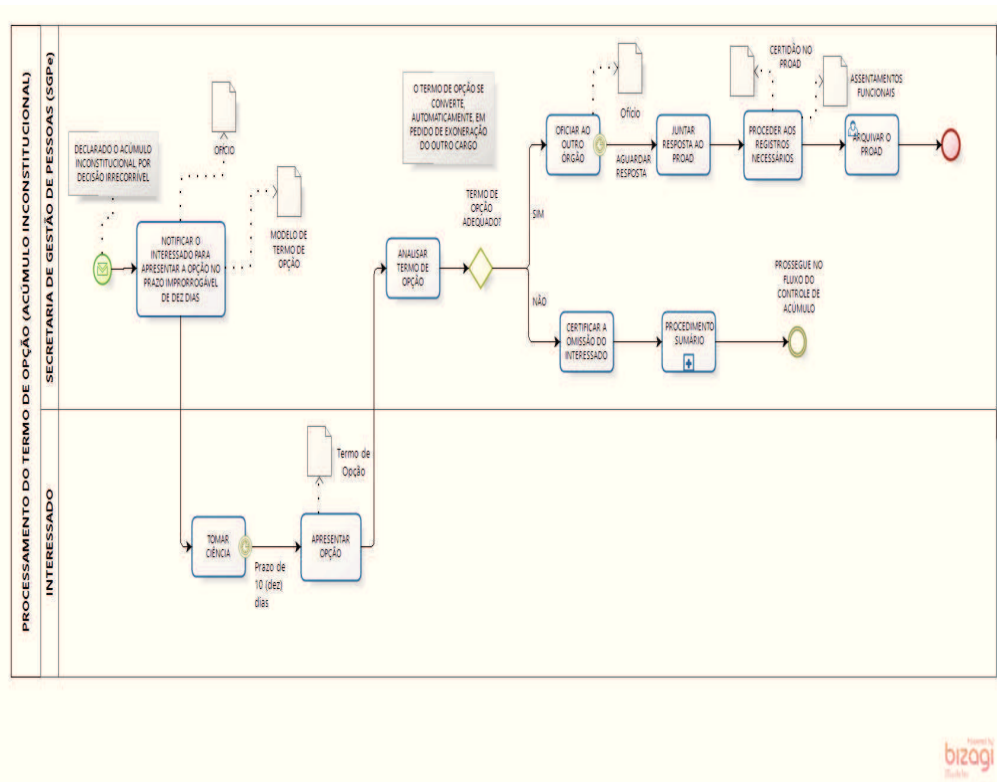 PROCESSAMENTO DO TERMO DE OPÇÃO (ACÚMULO INCONSTITUCIONAL)
SECRETARIA DE GESTÃO DE PESSOAS (SGPe)
DECLARADO O ACÚMULO
INCONSTITUCIONAL POR
DECISÃO IRRECORRÍVEL
NOTIFICAR O
INTERESSADO PARA
APRESENTAR A OPÇÃO NO
PRAZO IMPRORROGÁVEL
DE DEZ DIAS
OFÍCIO
MODELO DE
TERMO DE
OPÇÃO
O TERMO DE OPÇÃO SE
CONVERTE,
AUTOMATICAMENTE, EM
PEDIDO DE EXONERAÇÃO
DO OUTRO CARGO
ANALISAR
TERMO DE
OPÇÃO
TERMO DE
OPÇÃO
ADEQUADO?
SIM
OFICIAR AO
OUTRO
ÓRGÃO
Ofício
AGUARDAR
RESPOSTA
JUNTAR
RESPOSTA AO
PROAD
PROCEDER AOS
REGISTROS
NECESSÁRIOS
CERTIDÃO NO
PROAD
ASSENTAMENTOS
FUNCIONAIS
ARQUIVAR O
PROAD
NÃO
CERTIFICAR A
OMISSÃO DO
INTERESSADO
PROCEDIMENTO
SUMÁRIO
PROSSEGUE NO
FLUXO DO
CONTROLE DE
ACÚMULO
INTERESSADO
TOMAR
CIÊNCIA
Prazo de
10 (dez)
dias
APRESENTAR
OPÇÃO
Termo de
Opção
Powered by
bizagi
Modeler